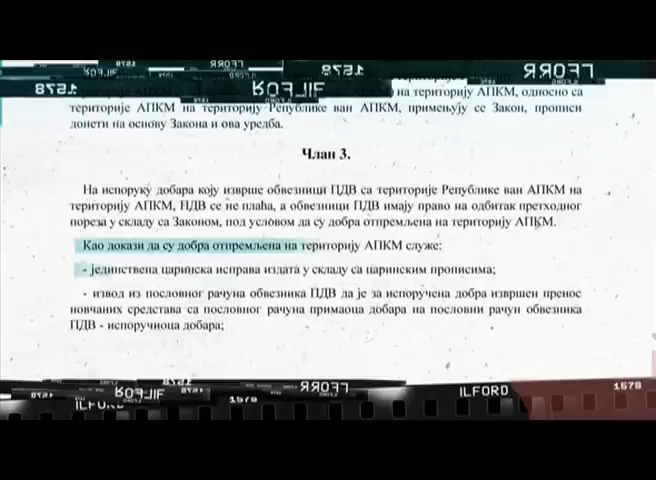 1578
ILFORD
1578
ILFORD
територије АПКМ на територију Републике ван АПКМ, примењују се Закон, прописи
на територију АПКМ, односно са
донети на основу Закона и ова уредба.
Члан 3.
На испоруку добара коју изврше обвезници ПДВ са територије Републике ван АПКМ на
територију АПКМ, ПДВ се не плаћа, а обвезници ПДВ имају право на одбитак претходног
пореза у складу са Законом, под условом да су добра отпремљена на територију АПКМ.
Као докази да су добра отпремљена на територију АПКМ служе:
- јединствена царинска исправа издата у складу са царинским прописима;
- извод из пословног рачуна обвезника ПДВ да је за испоручена добра извршен пренос
новчаних средстава са пословног рачуна примаоца добара на пословни рачун обвезника
ПДВ - испоручиоца добара;
ILFORD
1578